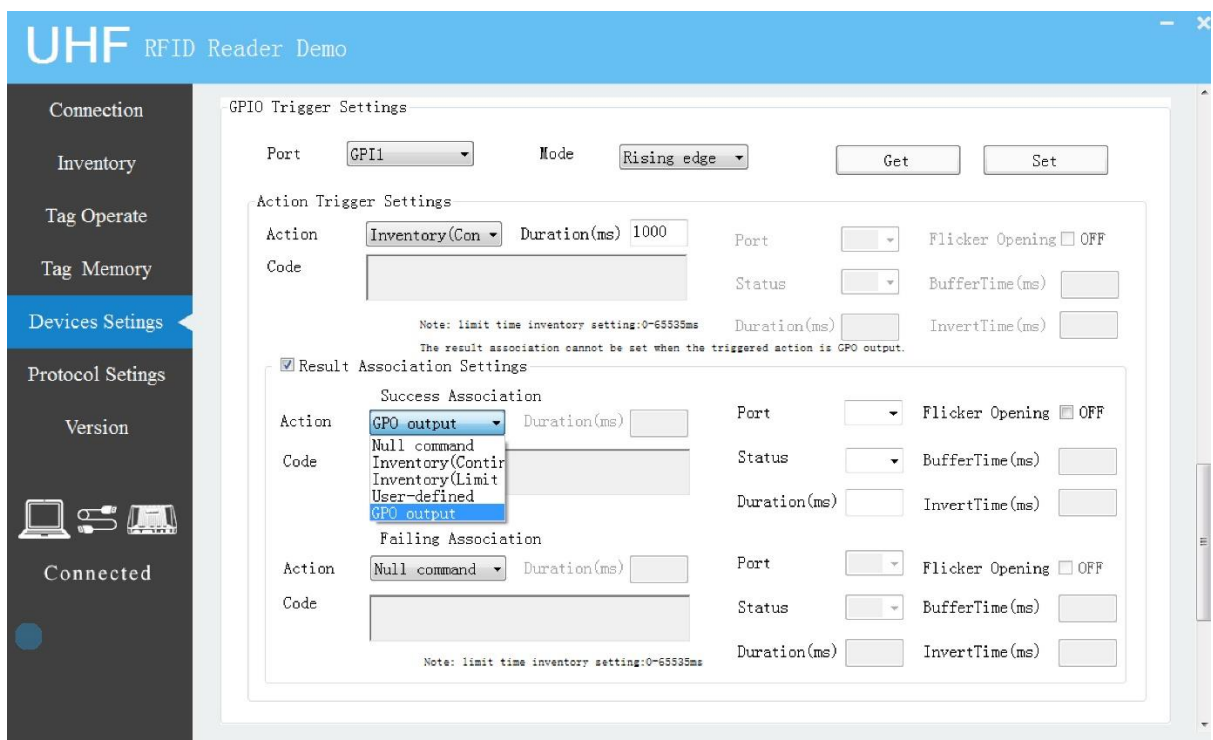 UHF RFID Reader Demo
Connection
Inventory
Tag Operate
Tag Memory
Devices Setings
Protocol Setings
Version
Connected
GPIO Trigger Settings
Port GPI1 Mode Rising edge Get Set
Action Trigger Settings
Action Inventory(Con Duration(ms) 1000
Port Flicker Opening OFF
Code
Status BufferTime(ms)
Note: limit time inventory setting:0-65535ms
Duration(ms) InvertTime(ms)
The result association cannot be set when the triggered action is GPO output.
Result Association Settings
Success Association
Action GPO output Duration(ms)
Port Flicker Opening OFF
Null command
Inventory(Contir
Inventory(Limit
User-defined
GPO output
Code
Status BufferTime(ms)
Duration(ms) InvertTime(ms)
Failing Association
Action Null command Duration(ms)
Port Flicker Opening OFF
Code
Status BufferTime(ms)
Duration(ms) InvertTime(ms)
Note: limit time inventory setting:0-65535ms